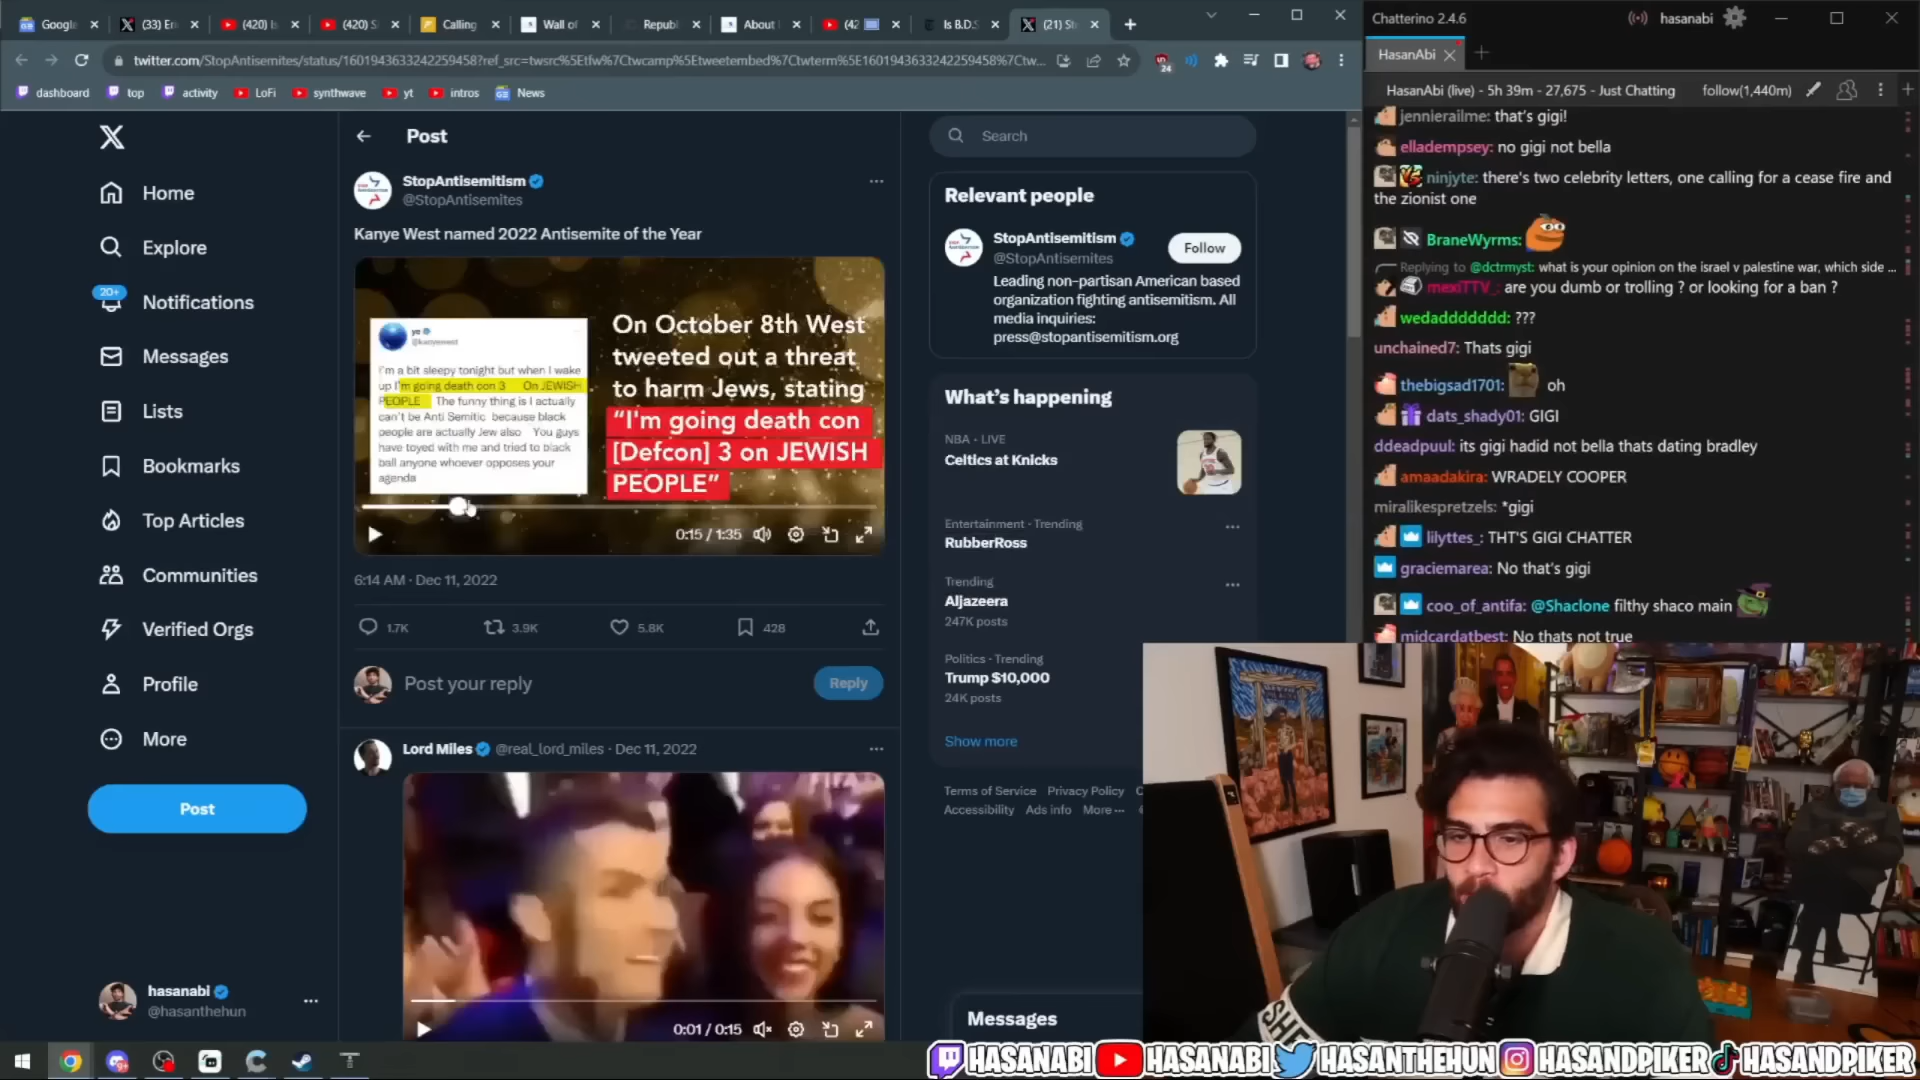 Google
(33) Er
(420) Is
(420) S
Calling
Wall of
Republ
About
(42
Is B.D.S
(21) St
twitter.com/StopAntisemites/status/1601943633242259458?ref_src=twsrc%5Etfw%7Ctwcamp%5Etweetembed%7Ctwterm%5E1601943633242259458%7Ctw...
24
dashboard
top
activity
LoFi
synthwave
yt
intros
News
Home
Explore
20+
Notifications
Messages
Lists
Bookmarks
Top Articles
Communities
Verified Orgs
Profile
More
Post
hasanabi
@hasanthehun
Post
StopAntisemitism
@StopAntisemites
Kanye West named 2022 Antisemite of the Year
ye
@kanyewest
I'm a bit sleepy tonight but when I wake
up I'm going death con 3 On JEWISH
PEOPLE The funny thing is I actually
can't be Anti Semitic because black
people are actually Jew also You guys
have toyed with me and tried to black
ball anyone whoever opposes your
agenda
On October 8th West
tweeted out a threat
to harm Jews, stating
“I'm going death con
[Defcon] 3 on JEWISH
PEOPLE”
0:15 / 1:35
6:14 AM · Dec 11, 2022
1.7K
3.9K
5.8K
428
Post your reply
Reply
Lord Miles @real_lord_miles · Dec 11, 2022
0:01 / 0:15
Search
Relevant people
StopAntisemitism
@StopAntisemites
Follow
Leading non-partisan American based
organization fighting antisemitism. All
media inquiries:
press@stopantisemitism.org
What's happening
NBA · LIVE
Celtics at Knicks
Entertainment · Trending
RubberRoss
Trending
Aljazeera
247K posts
Politics · Trending
Trump $10,000
24K posts
Show more
Terms of Service Privacy Policy C
Accessibility Ads info More ···
Messages
Chatterino 2.4.6
hasanabi
HasanAbi
HasanAbi (live) - 5h 39m - 27,675 - Just Chatting
follow(1,440m)
jennierailme: that's gigi!
elladempsey: no gigi not bella
ninjyte: there's two celebrity letters, one calling for a cease fire and
the zionist one
BraneWyrms:
Replying to @dctrmyst: what is your opinion on the israel v palestine war, which side ...
mexiTTV_: are you dumb or trolling ? or looking for a ban ?
wedaddddddd: ???
unchained7: Thats gigi
thebigsad1701: oh
dats_shady01: GIGI
ddeadpuul: its gigi hadid not bella thats dating bradley
amaadakira: WRADELY COOPER
miralikespretzels: *gigi
lilyttes_: THT'S GIGI CHATTER
graciemarea: No that's gigi
coo_of_antifa: @Shaclone filthy shaco main
midcardatbest: No thats not true
SHE
HASANABI
HASANABI
HASANTHEHUN
HASANDPIKER
HASANDPIKER